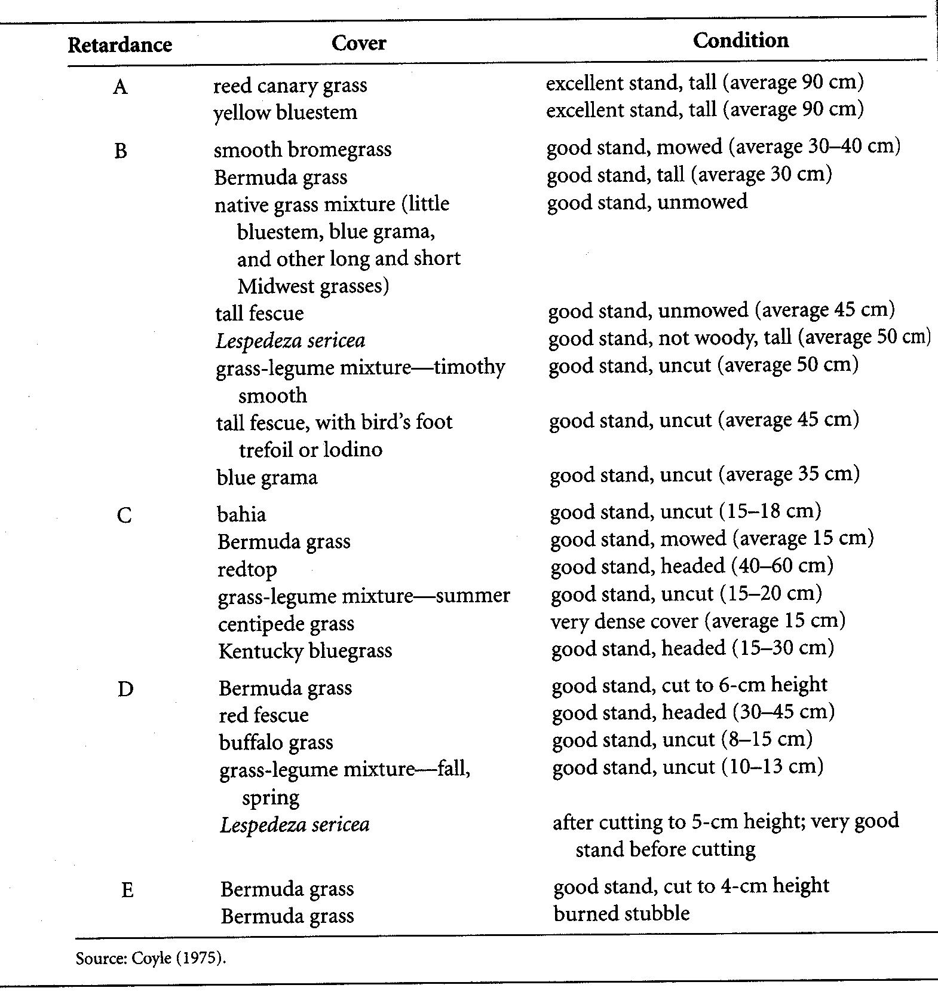 Retardance Cover Condition
A reed canary grass excellent stand, tall (average 90 cm)
yellow bluestem excellent stand, tall (average 90 cm)
B smooth bromegrass good stand, mowed (average 30–40 cm)
Bermuda grass good stand, tall (average 30 cm)
native grass mixture (little good stand, unmowed
bluestem, blue grama,
and other long and short
Midwest grasses)
tall fescue good stand, unmowed (average 45 cm)
Lespedeza sericea good stand, not woody, tall (average 50 cm)
grass-legume mixture—timothy good stand, uncut (average 50 cm)
smooth
tall fescue, with bird's foot good stand, uncut (average 45 cm)
trefoil or lodino
blue grama good stand, uncut (average 35 cm)
C bahia good stand, uncut (15–18 cm)
Bermuda grass good stand, mowed (average 15 cm)
redtop good stand, headed (40–60 cm)
grass-legume mixture—summer good stand, uncut (15–20 cm)
centipede grass very dense cover (average 15 cm)
Kentucky bluegrass good stand, headed (15–30 cm)
D Bermuda grass good stand, cut to 6-cm height
red fescue good stand, headed (30–45 cm)
buffalo grass good stand, uncut (8–15 cm)
grass-legume mixture—fall, good stand, uncut (10–13 cm)
spring
Lespedeza sericea after cutting to 5-cm height; very good
stand before cutting
E Bermuda grass good stand, cut to 4-cm height
Bermuda grass burned stubble
Source: Coyle (1975).